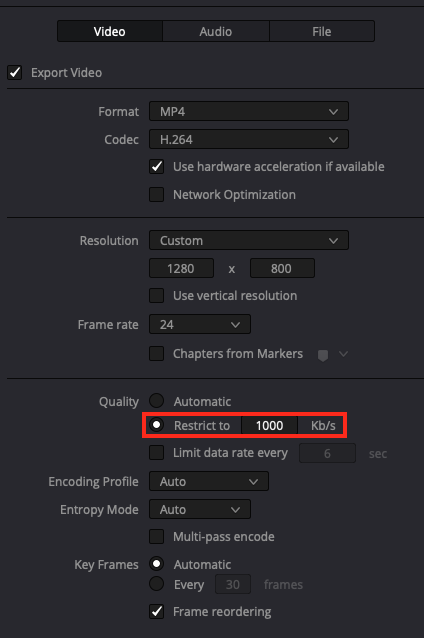 Video Audio File
Export Video
Format MP4
Codec H.264
Use hardware acceleration if available
Network Optimization
Resolution Custom
1280 x 800
Use vertical resolution
Frame rate 24
Chapters from Markers
Quality Automatic
Restrict to 1000 Kb/s
Limit data rate every 6 sec
Encoding Profile Auto
Entropy Mode Auto
Multi-pass encode
Key Frames Automatic
Every 30 frames
Frame reordering